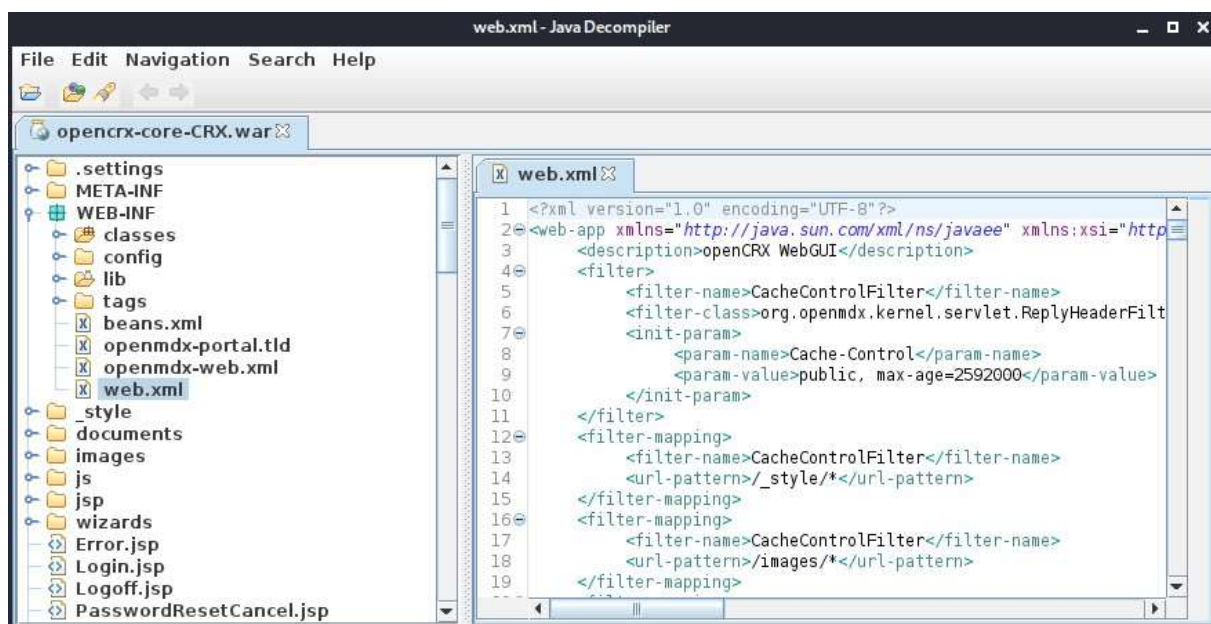 web.xml - Java Decompiler
File Edit Navigation Search Help
opencrx-core-CRX.war
.settings
META-INF
WEB-INF
classes
config
lib
tags
beans.xml
openmdx-portal.tld
openmdx-web.xml
web.xml
_style
documents
images
js
jsp
wizards
Error.jsp
Login.jsp
Logoff.jsp
PasswordResetCancel.jsp
web.xml
1 <?xml version="1.0" encoding="UTF-8"?>
2 <web-app xmlns="http://java.sun.com/xml/ns/javaee" xmlns:xsi="http
3 <description>openCRX WebGUI</description>
4 <filter>
5 <filter-name>CacheControlFilter</filter-name>
6 <filter-class>org.openmdx.kernel.servlet.ReplyHeaderFilt
7 <init-param>
8 <param-name>Cache-Control</param-name>
9 <param-value>public, max-age=2592000</param-value>
10 </init-param>
11 </filter>
12 <filter-mapping>
13 <filter-name>CacheControlFilter</filter-name>
14 <url-pattern>/_style/*</url-pattern>
15 </filter-mapping>
16 <filter-mapping>
17 <filter-name>CacheControlFilter</filter-name>
18 <url-pattern>/images/*</url-pattern>
19 </filter-mapping>